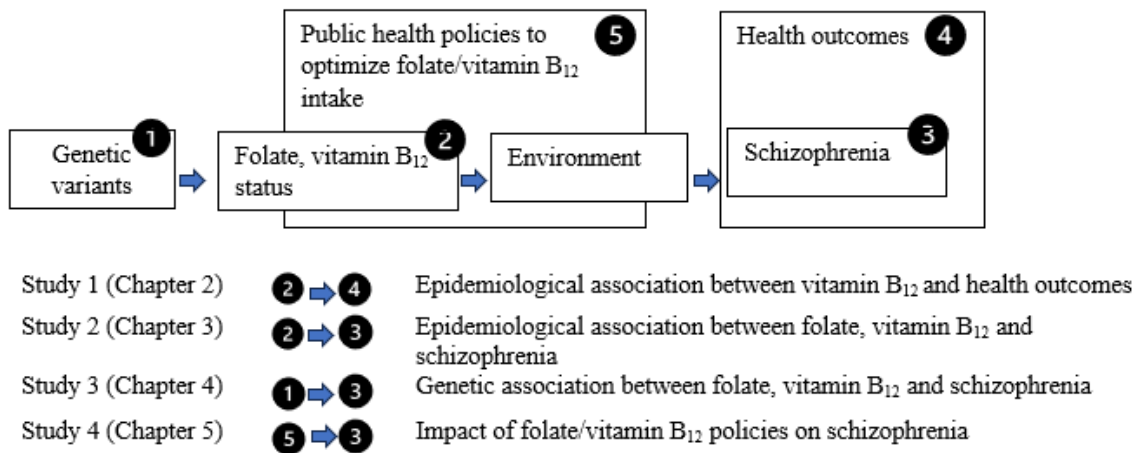 Public health policies to
optimize folate/vitamin B12
intake
5
Health outcomes
4
Genetic
variants
1
Folate, vitamin B12
status
2
Environment
Schizophrenia
3
Study 1 (Chapter 2) 2 4 Epidemiological association between vitamin B12 and health outcomes
Study 2 (Chapter 3) 2 3 Epidemiological association between folate, vitamin B12 and
schizophrenia
Study 3 (Chapter 4) 1 3 Genetic association between folate, vitamin B12 and schizophrenia
Study 4 (Chapter 5) 5 3 Impact of folate/vitamin B12 policies on schizophrenia